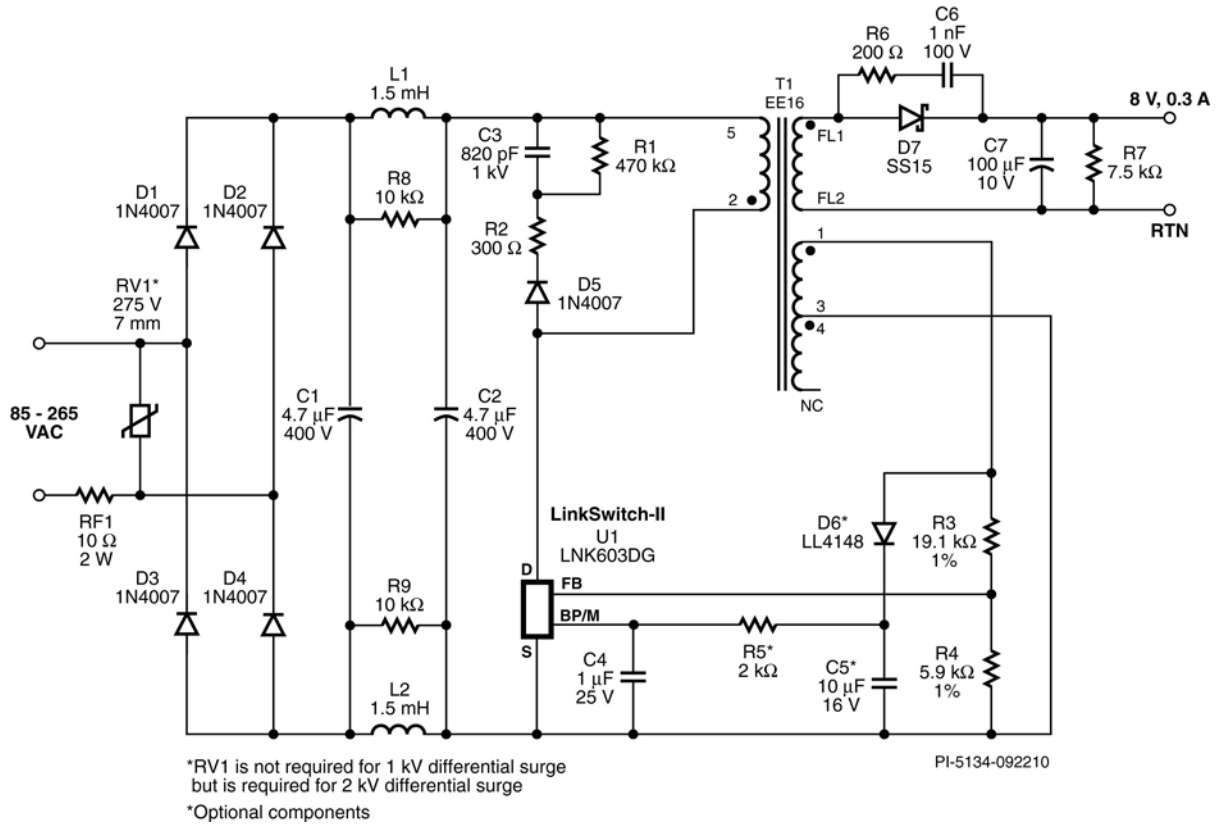 C6
1 nF
100 V
R6
200 Ω
L1
1.5 mH
T1
EE16
8 V, 0.3 A
5
FL1
C3
820 pF
1 kV
R1
470 kΩ
D7
SS15
C7
100 µF
10 V
R7
7.5 kΩ
D1
1N4007
D2
1N4007
R8
10 kΩ
2
FL2
RTN
R2
300 Ω
1
D5
1N4007
RV1*
275 V
7 mm
3
4
NC
85 - 265
VAC
C1
4.7 µF
400 V
C2
4.7 µF
400 V
RF1
10 Ω
2 W
LinkSwitch-II
U1
LNK603DG
D6*
LL4148
R3
19.1 kΩ
1%
D3
1N4007
D4
1N4007
R9
10 kΩ
D
FB
BP/M
S
C4
1 µF
25 V
R5*
2 kΩ
C5*
10 µF
16 V
R4
5.9 kΩ
1%
L2
1.5 mH
*RV1 is not required for 1 kV differential surge
but is required for 2 kV differential surge
*Optional components
PI-5134-092210